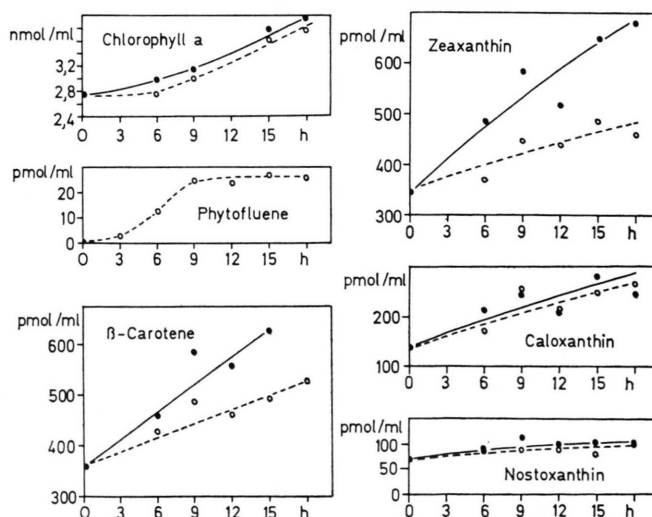 nmol/ml
Chlorophyll a
3,2
2,8
2,4
0 3 6 9 12 15 h
pmol/ml
20
10
0
Phytofluene
0 3 6 9 12 15 h
pmol/ml
ß-Carotene
600
500
400
300
0 3 6 9 12 15 h
pmol/ml
Zeaxanthin
600
500
400
300
0 3 6 9 12 15 h
pmol/ml
200
100
Caloxanthin
0 3 6 9 12 15 h
pmol/ml
100
50
0
Nostoxanthin
0 3 6 9 12 15 h